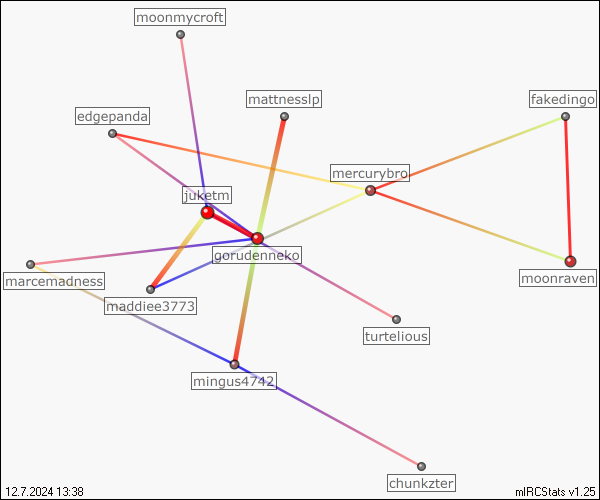 moonmycroft
mattnesslp
fakedingo
edgepanda
mercurybro
juketm
gorudenneko
marcemadness
moonraven
maddiee3773
turtelious
mingus4742
chunkzter
12.7.2024 13:38
mIRCStats v1.25